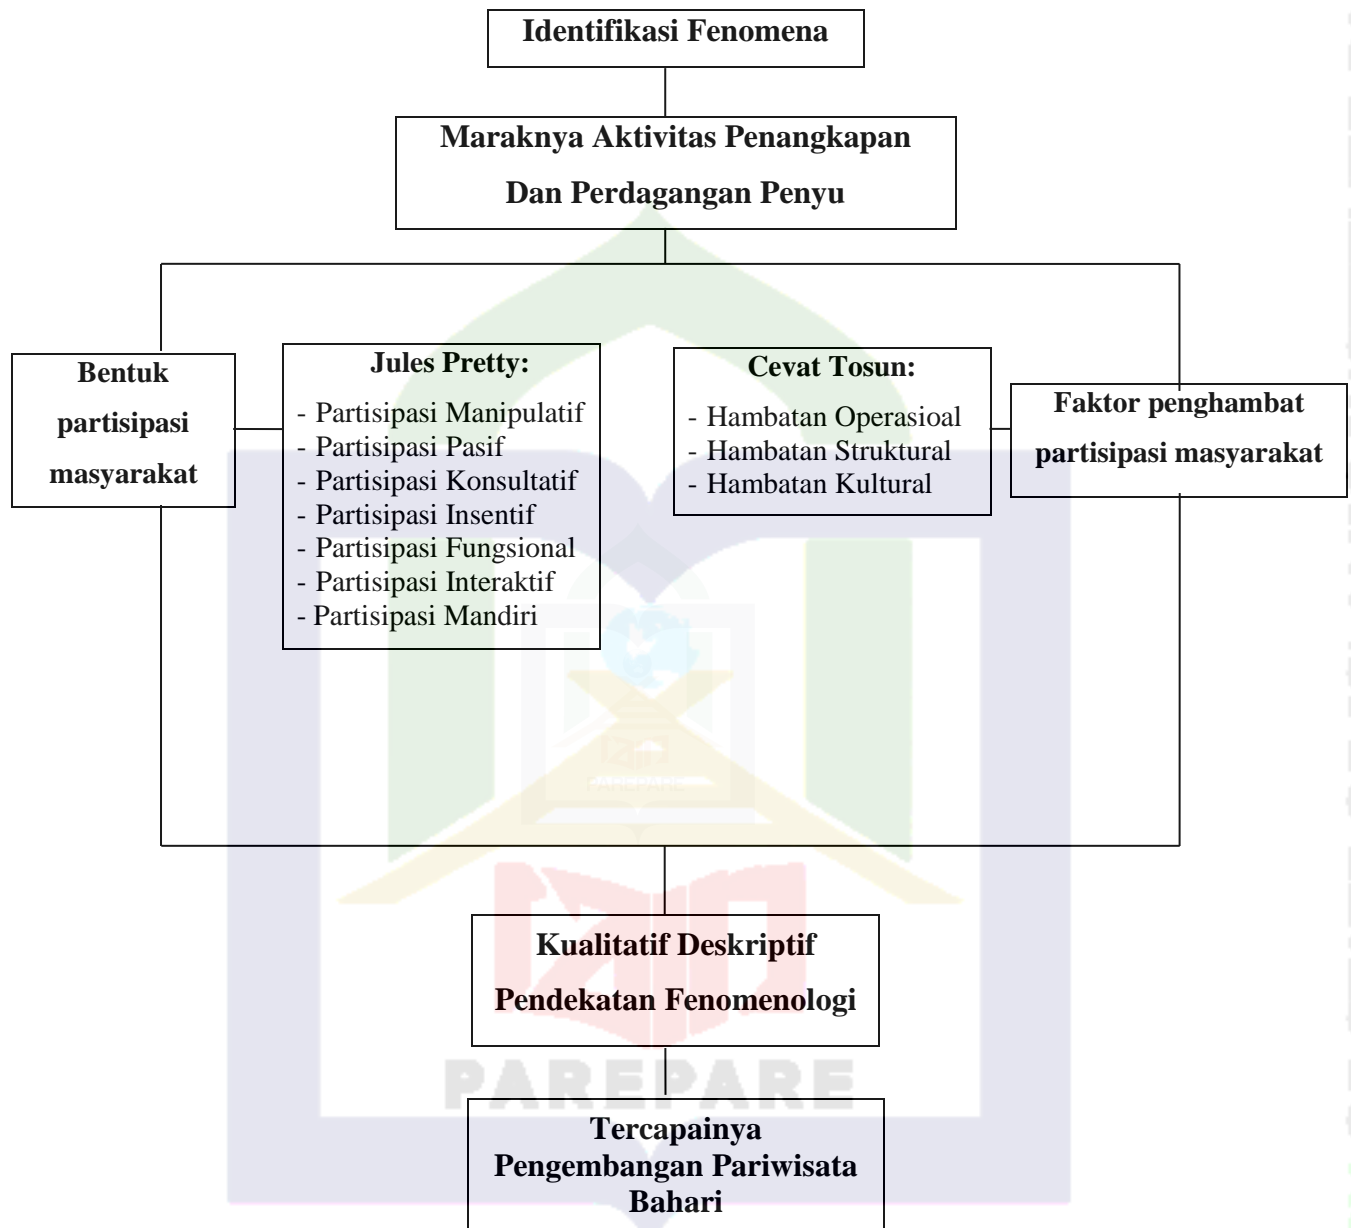 Identifikasi Fenomena
Maraknya Aktivitas Penangkapan
Dan Perdagangan Penyu
Bentuk
partisipasi
masyarakat
Jules Pretty:
- Partisipasi Manipulatif
- Partisipasi Pasif
- Partisipasi Konsultatif
- Partisipasi Insentif
- Partisipasi Fungsional
- Partisipasi Interaktif
- Partisipasi Mandiri
Cevat Tosun:
- Hambatan Operasioal
- Hambatan Struktural
- Hambatan Kultural
Faktor penghambat
partisipasi masyarakat
PAREPARE
Kualitatif Deskriptif
Pendekatan Fenomenologi
PAREPARE
Tercapainya
Pengembangan Pariwisata
Bahari